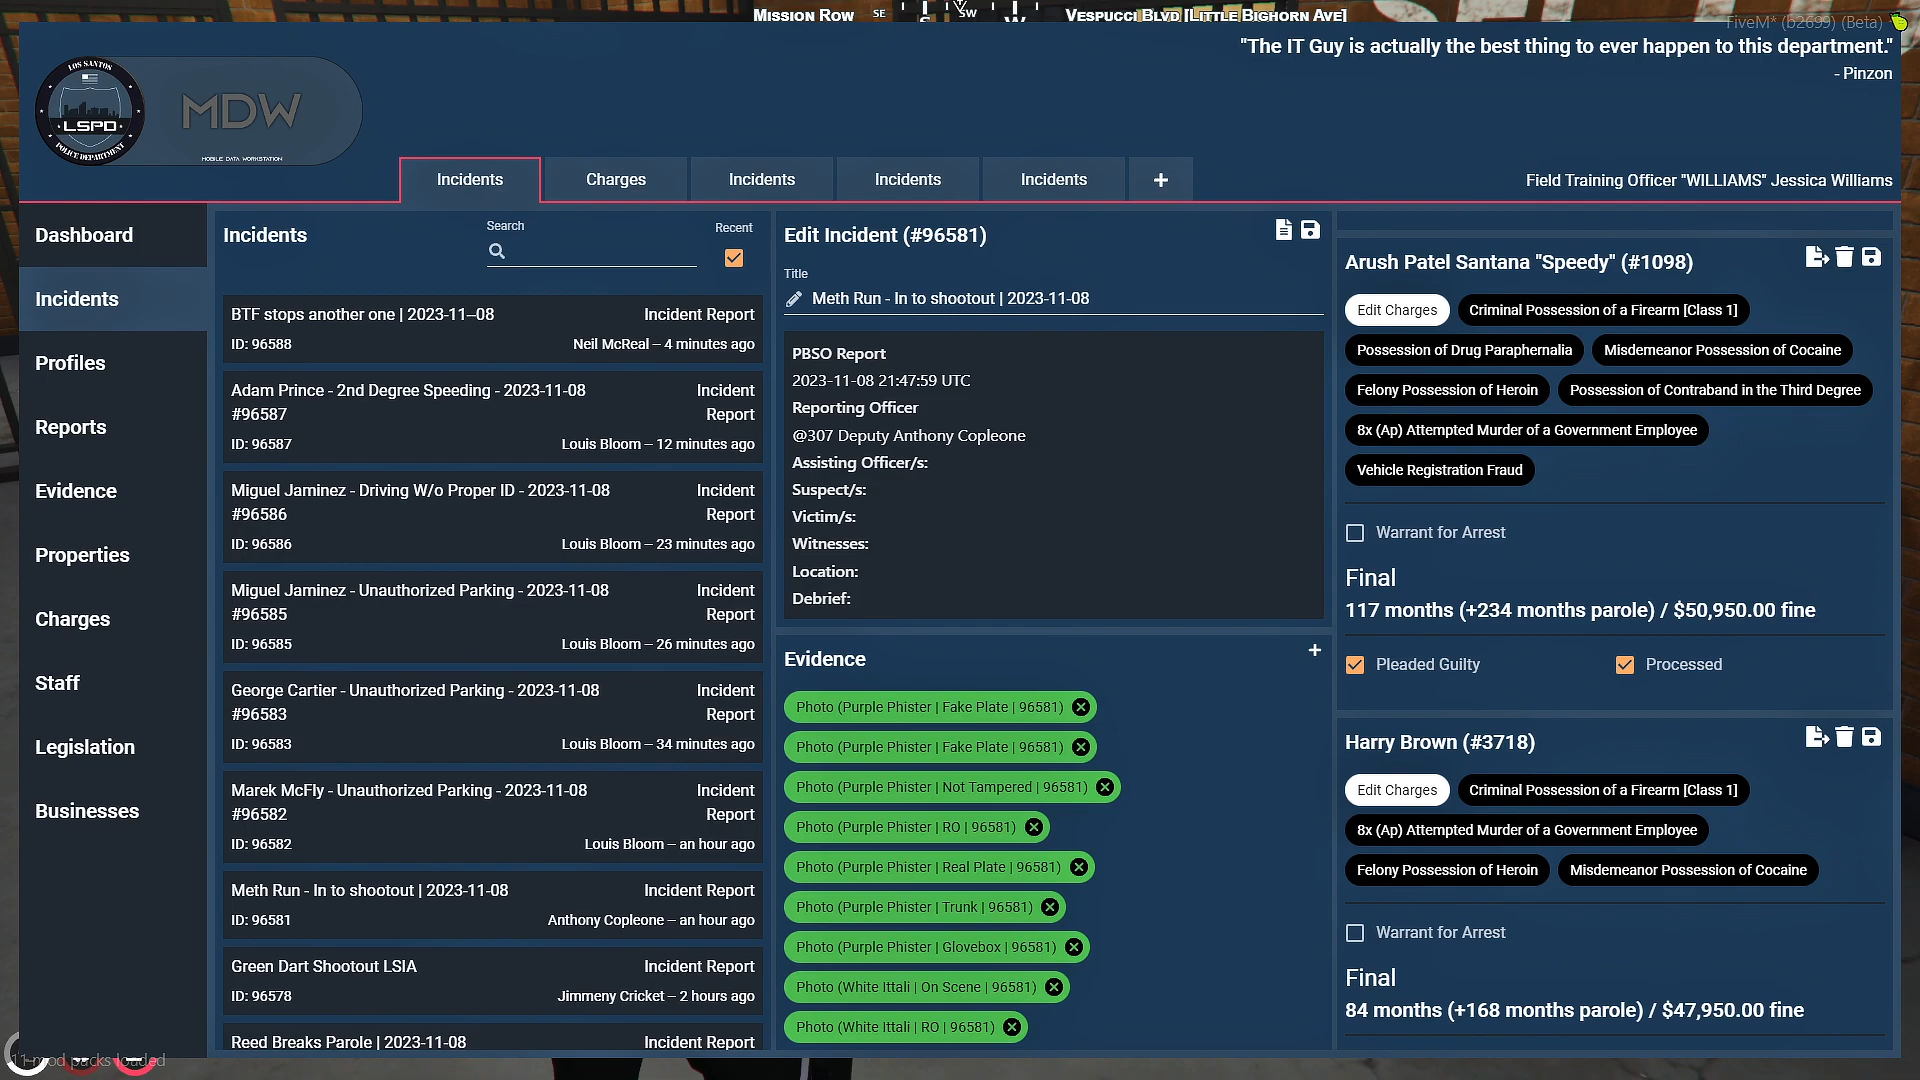 Mission Row SE S SW W Vespucci Blvd [Little Bighorn Ave]
FiveM* (b2699) (Beta)
"The IT Guy is actually the best thing to ever happen to this department."
- Pinzon
LOS SANTOS
LSPD
POLICE DEPARTMENT
MDW
MOBILE DATA WORKSTATION
Incidents
Charges
Incidents
Incidents
Incidents
+
Field Training Officer "WILLIAMS" Jessica Williams
Dashboard
Incidents
Profiles
Reports
Evidence
Properties
Charges
Staff
Legislation
Businesses
Incidents
Search
Recent
BTF stops another one | 2023-11--08
Incident Report
ID: 96588
Neil McReal – 4 minutes ago
Adam Prince - 2nd Degree Speeding - 2023-11-08
#96587
Incident
Report
ID: 96587
Louis Bloom – 12 minutes ago
Miguel Jaminez - Driving W/o Proper ID - 2023-11-08
#96586
Incident
Report
ID: 96586
Louis Bloom – 23 minutes ago
Miguel Jaminez - Unauthorized Parking - 2023-11-08
#96585
Incident
Report
ID: 96585
Louis Bloom – 26 minutes ago
George Cartier - Unauthorized Parking - 2023-11-08
#96583
Incident
Report
ID: 96583
Louis Bloom – 34 minutes ago
Marek McFly - Unauthorized Parking - 2023-11-08
#96582
Incident
Report
ID: 96582
Louis Bloom – an hour ago
Meth Run - In to shootout | 2023-11-08
Incident Report
ID: 96581
Anthony Copleone – an hour ago
Green Dart Shootout LSIA
Incident Report
ID: 96578
Jimmeny Cricket – 2 hours ago
Reed Breaks Parole | 2023-11-08
Incident Report
Edit Incident (#96581)
Title
Meth Run - In to shootout | 2023-11-08
PBSO Report
2023-11-08 21:47:59 UTC
Reporting Officer
@307 Deputy Anthony Copleone
Assisting Officer/s:
Suspect/s:
Victim/s:
Witnesses:
Location:
Debrief:
Evidence
+
Photo (Purple Phister | Fake Plate | 96581)
Photo (Purple Phister | Fake Plate | 96581)
Photo (Purple Phister | Not Tampered | 96581)
Photo (Purple Phister | RO | 96581)
Photo (Purple Phister | Real Plate | 96581)
Photo (Purple Phister | Trunk | 96581)
Photo (Purple Phister | Glovebox | 96581)
Photo (White Ittali | On Scene | 96581)
Photo (White Ittali | RO | 96581)
Arush Patel Santana "Speedy" (#1098)
Edit Charges
Criminal Possession of a Firearm [Class 1]
Possession of Drug Paraphernalia
Misdemeanor Possession of Cocaine
Felony Possession of Heroin
Possession of Contraband in the Third Degree
8x (Ap) Attempted Murder of a Government Employee
Vehicle Registration Fraud
Warrant for Arrest
Final
117 months (+234 months parole) / $50,950.00 fine
Pleaded Guilty
Processed
Harry Brown (#3718)
Edit Charges
Criminal Possession of a Firearm [Class 1]
8x (Ap) Attempted Murder of a Government Employee
Felony Possession of Heroin
Misdemeanor Possession of Cocaine
Warrant for Arrest
Final
84 months (+168 months parole) / $47,950.00 fine
11 mod packs loaded